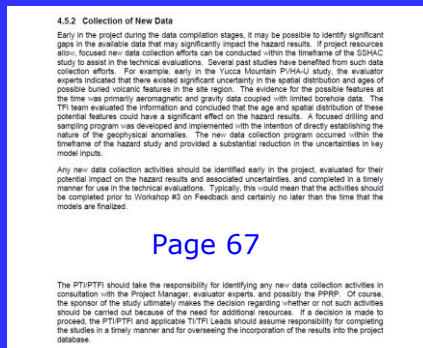 4.5.2 Collection of New Data
Early in the project during the data compilation stages, it may be possible to identify significant
gaps in the available data that may significantly impact the hazard results. If project resources
allow, focused new data collection efforts can be conducted within the timeframe of the SSHAC
study to assist in the technical evaluations. Several past studies have benefited from such data
collection efforts. For example, early in the Yucca Mountain PVHA-U study, the evaluator
experts indicated that there existed significant uncertainty in the spatial distribution and ages of
possible buried volcanic features in the site region. The evidence for the possible features at
the time was primarily aeromagnetic and gravity data coupled with limited borehole data. The
TFI team evaluated the information and concluded that the age and spatial distribution of these
potential features could have a significant effect on the hazard results. A focused drilling and
sampling program was developed and implemented with the intention of directly establishing the
nature of the geophysical anomalies. The new data collection program occurred within the
timeframe of the hazard study and provided a substantial reduction in the uncertainties in key
model inputs.
Any new data collection activities should be identified early in the project, evaluated for their
potential impact on the hazard results and associated uncertainties, and completed in a timely
manner for use in the technical evaluations. Typically, this would mean that the activities should
be completed prior to Workshop #3 on Feedback and certainly no later than the time that the
models are finalized.
Page 67
The PTI/PTFI should take the responsibility for identifying any new data collection activities in
consultation with the Project Manager, evaluator experts, and possibly the PPRP. Of course,
the sponsor of the study ultimately makes the decision regarding whether or not such activities
should be carried out because of the need for additional resources. If a decision is made to
proceed, the PTI/PTFI and applicable TI/TFI Leads should assume responsibility for completing
the studies in a timely manner and for overseeing the incorporation of the results into the project
database.